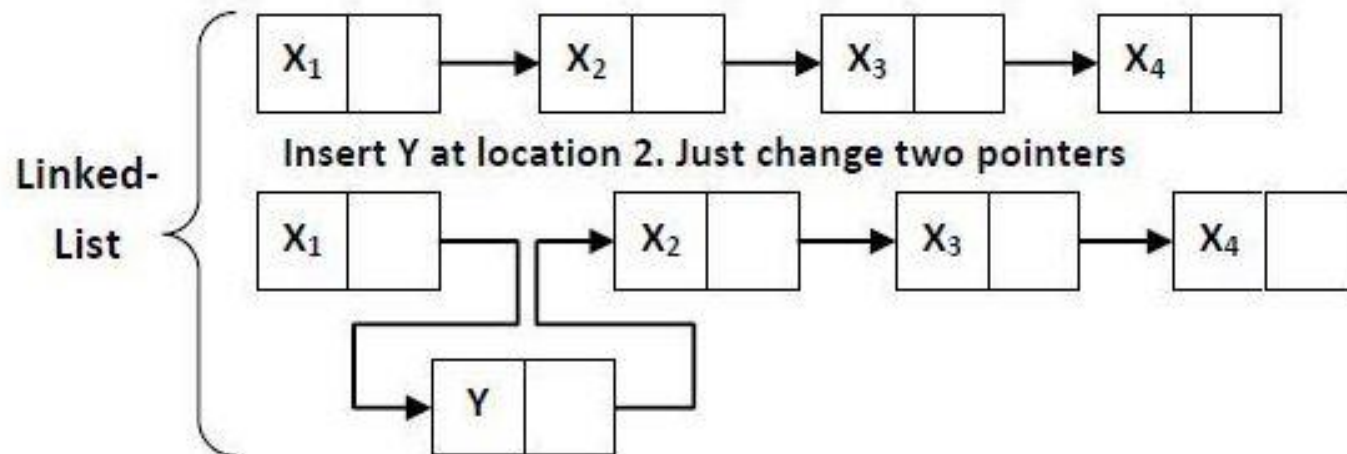 X₁ X₂ X₃ X₄
Insert Y at location 2. Just change two pointers
Linked-
List
X₁ X₂ X₃ X₄
Y